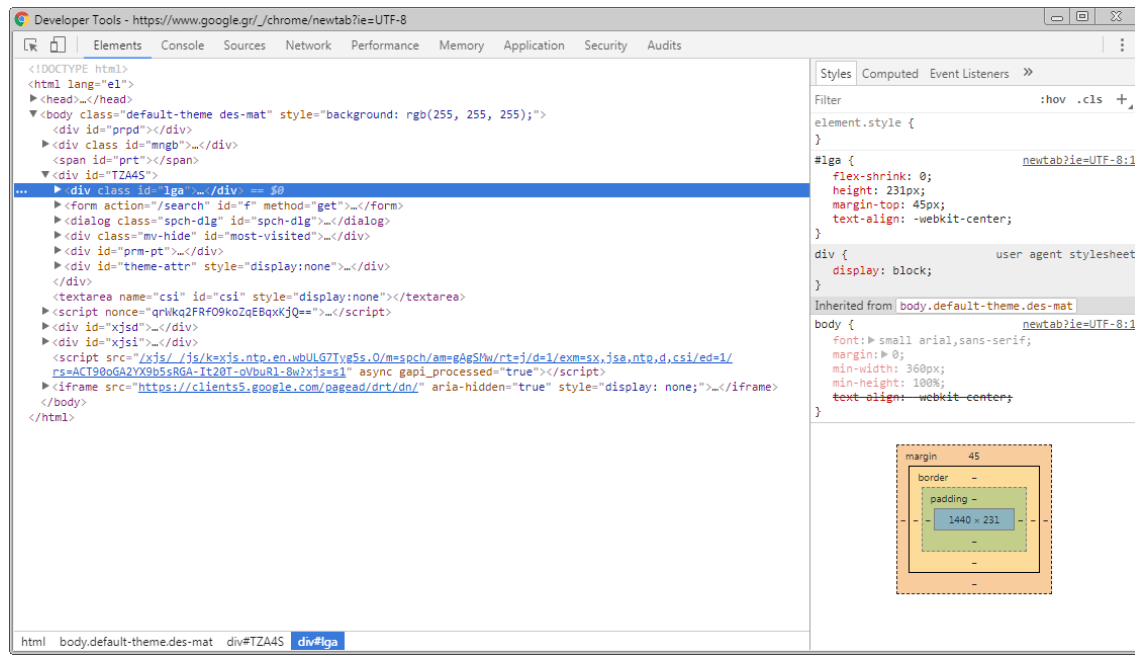 Developer Tools - https://www.google.gr/_/chrome/newtab?ie=UTF-8
Elements Console Sources Network Performance Memory Application Security Audits
<!DOCTYPE html>
<html lang="el">
▶<head>…</head>
▼<body class="default-theme des-mat" style="background: rgb(255, 255, 255);">
<div id="prpd"></div>
▶<div class="mngb">…</div>
<span id="prt"></span>
▼<div id="TZA4S">
… ▶<div class id="lga">…</div> == $0
▶<form action="/search" id="f" method="get">…</form>
▶<dialog class="spch-dlg" id="spch-dlg">…</dialog>
▶<div class="mv-hide" id="most-visited">…</div>
▶<div id="prm-pt">…</div>
▶<div id="theme-attr" style="display:none">…</div>
</div>
<textarea name="csi" id="csi" style="display:none"></textarea>
▶<script nonce="qrWkq2FRfO9koZqEBqxKjQ==">…</script>
▶<div id="xjsd">…</div>
▶<div id="xjsi">…</div>
<script src="/xjs/_/js/k=xjs.ntp.en.wbULG7Tyg5s.O/m=spch/am=gAgSMw/rt=j/d=1/exm=sx,jsa,ntp,d,csi/ed=1/
rs=ACT90oGA2YX9b5sRGA-It20T-oVbuRl-8w?xjs=s1" async gapi_processed="true"></script>
▶<iframe src="https://clients5.google.com/pagead/drt/dn/" aria-hidden="true" style="display: none;">…</iframe>
</body>
</html>
html body.default-theme.des-mat div#TZA4S div#lga
Styles Computed Event Listeners »
Filter :hov .cls +
element.style {
}
#lga { newtab?ie=UTF-8:1
flex-shrink: 0;
height: 231px;
margin-top: 45px;
text-align: -webkit-center;
}
div { user agent stylesheet
display: block;
}
Inherited from body.default-theme.des-mat
body { newtab?ie=UTF-8:1
font:▶ small arial,sans-serif;
margin:▶ 0;
min-width: 360px;
min-height: 100%;
text-align: -webkit-center;
}
margin 45
border –
padding –
– – – 1440 × 231 – – –
–
–
–